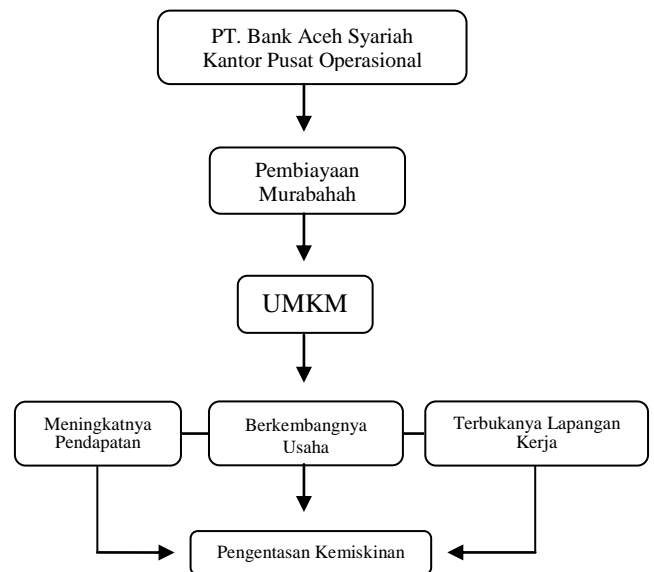 PT. Bank Aceh Syariah
Kantor Pusat Operasional
Pembiayaan
Murabahah
UMKM
Meningkatnya
Pendapatan
Berkembangnya
Usaha
Terbukanya Lapangan
Kerja
Pengentasan Kemiskinan